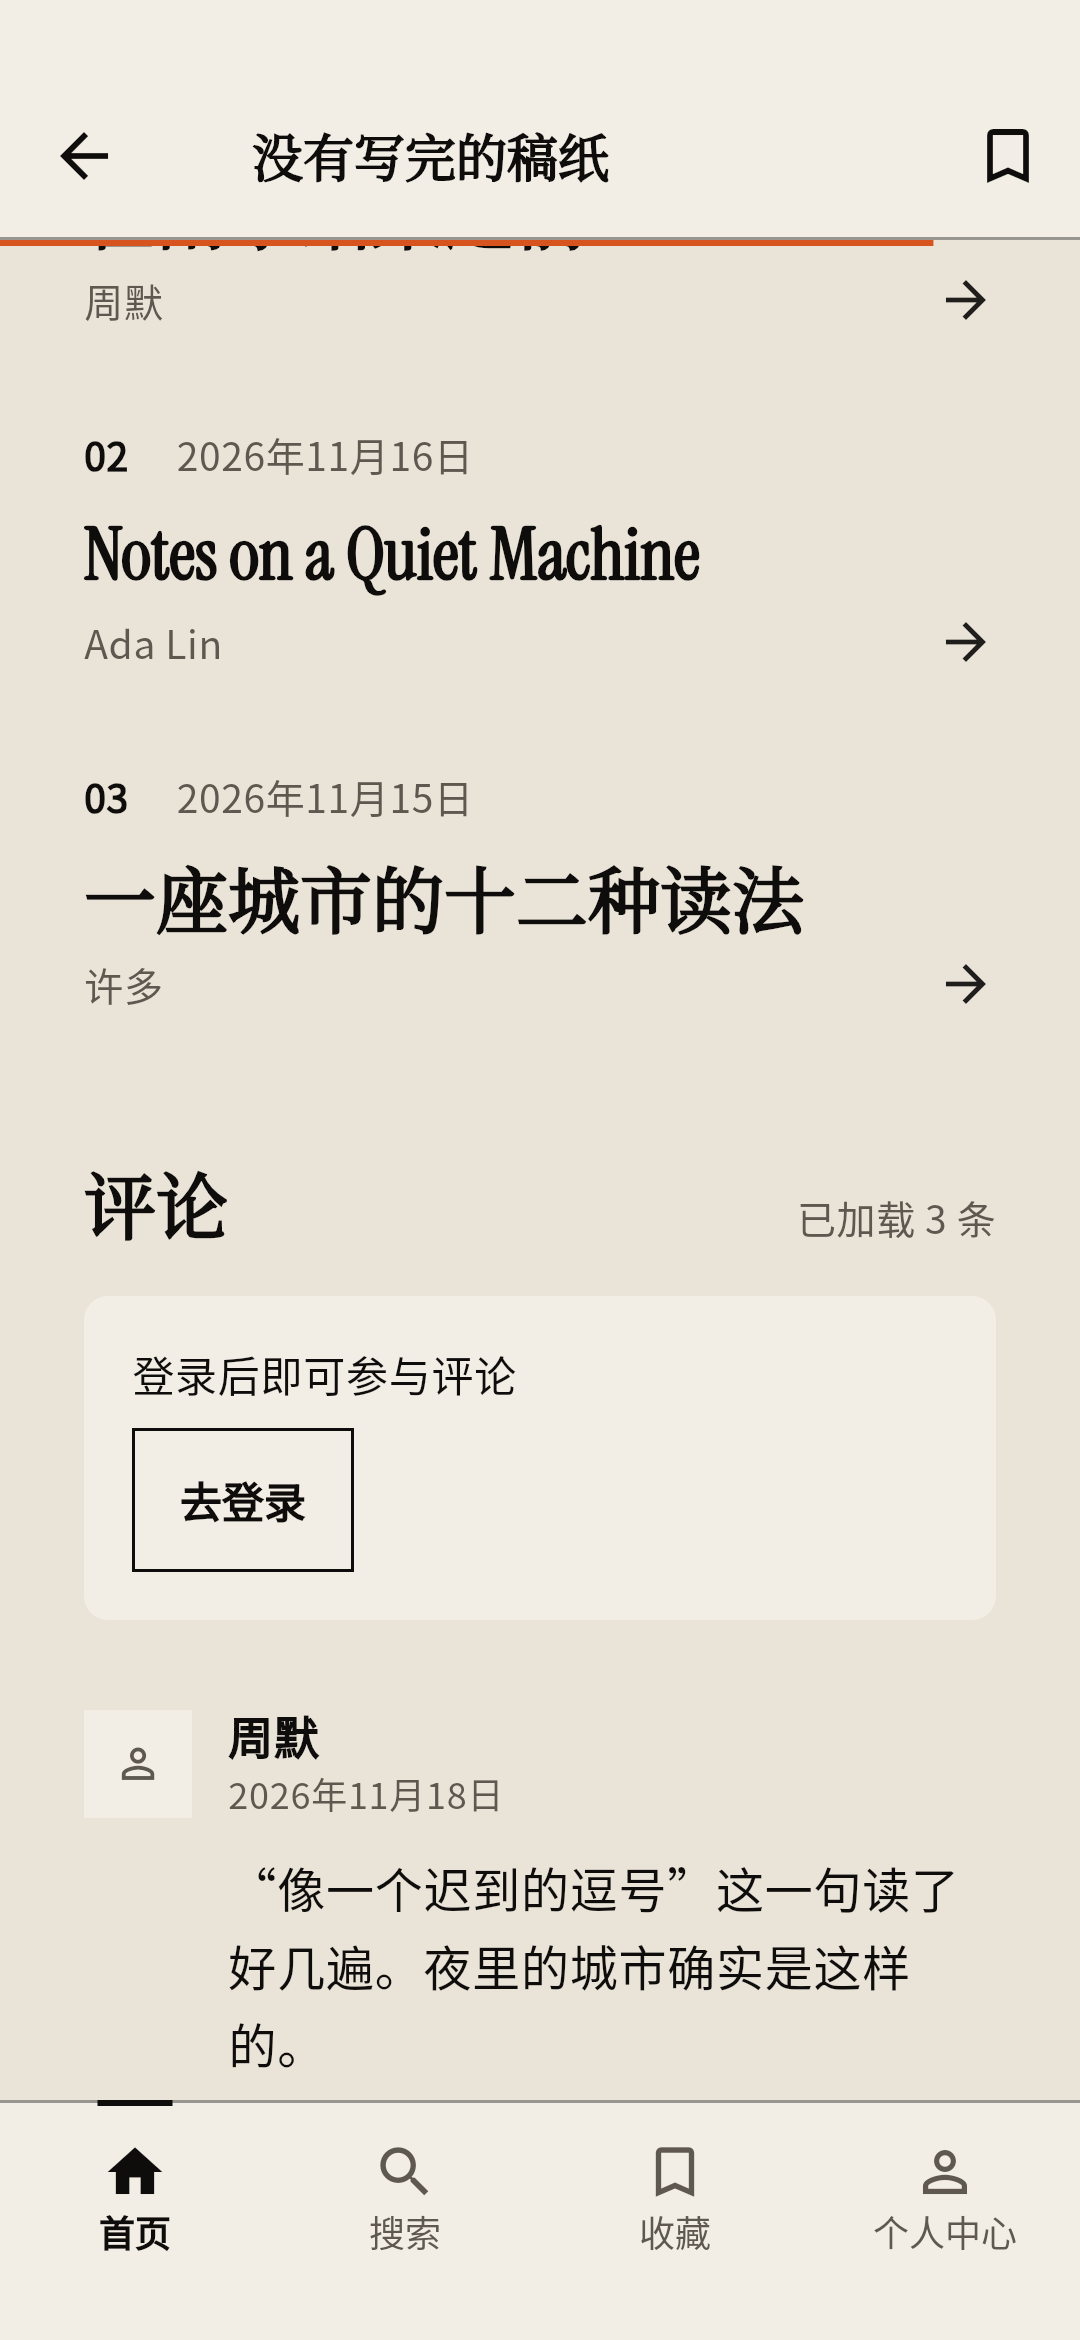 没有写完的稿纸
周默
02 2026年11月16日
Notes on a Quiet Machine
Ada Lin
03 2026年11月15日
一座城市的十二种读法
许多
评论
已加载 3 条
登录后即可参与评论
去登录
周默
2026年11月18日
“像一个迟到的逗号”这一句读了
好几遍。夜里的城市确实是这样
的。
首页
搜索
收藏
个人中心